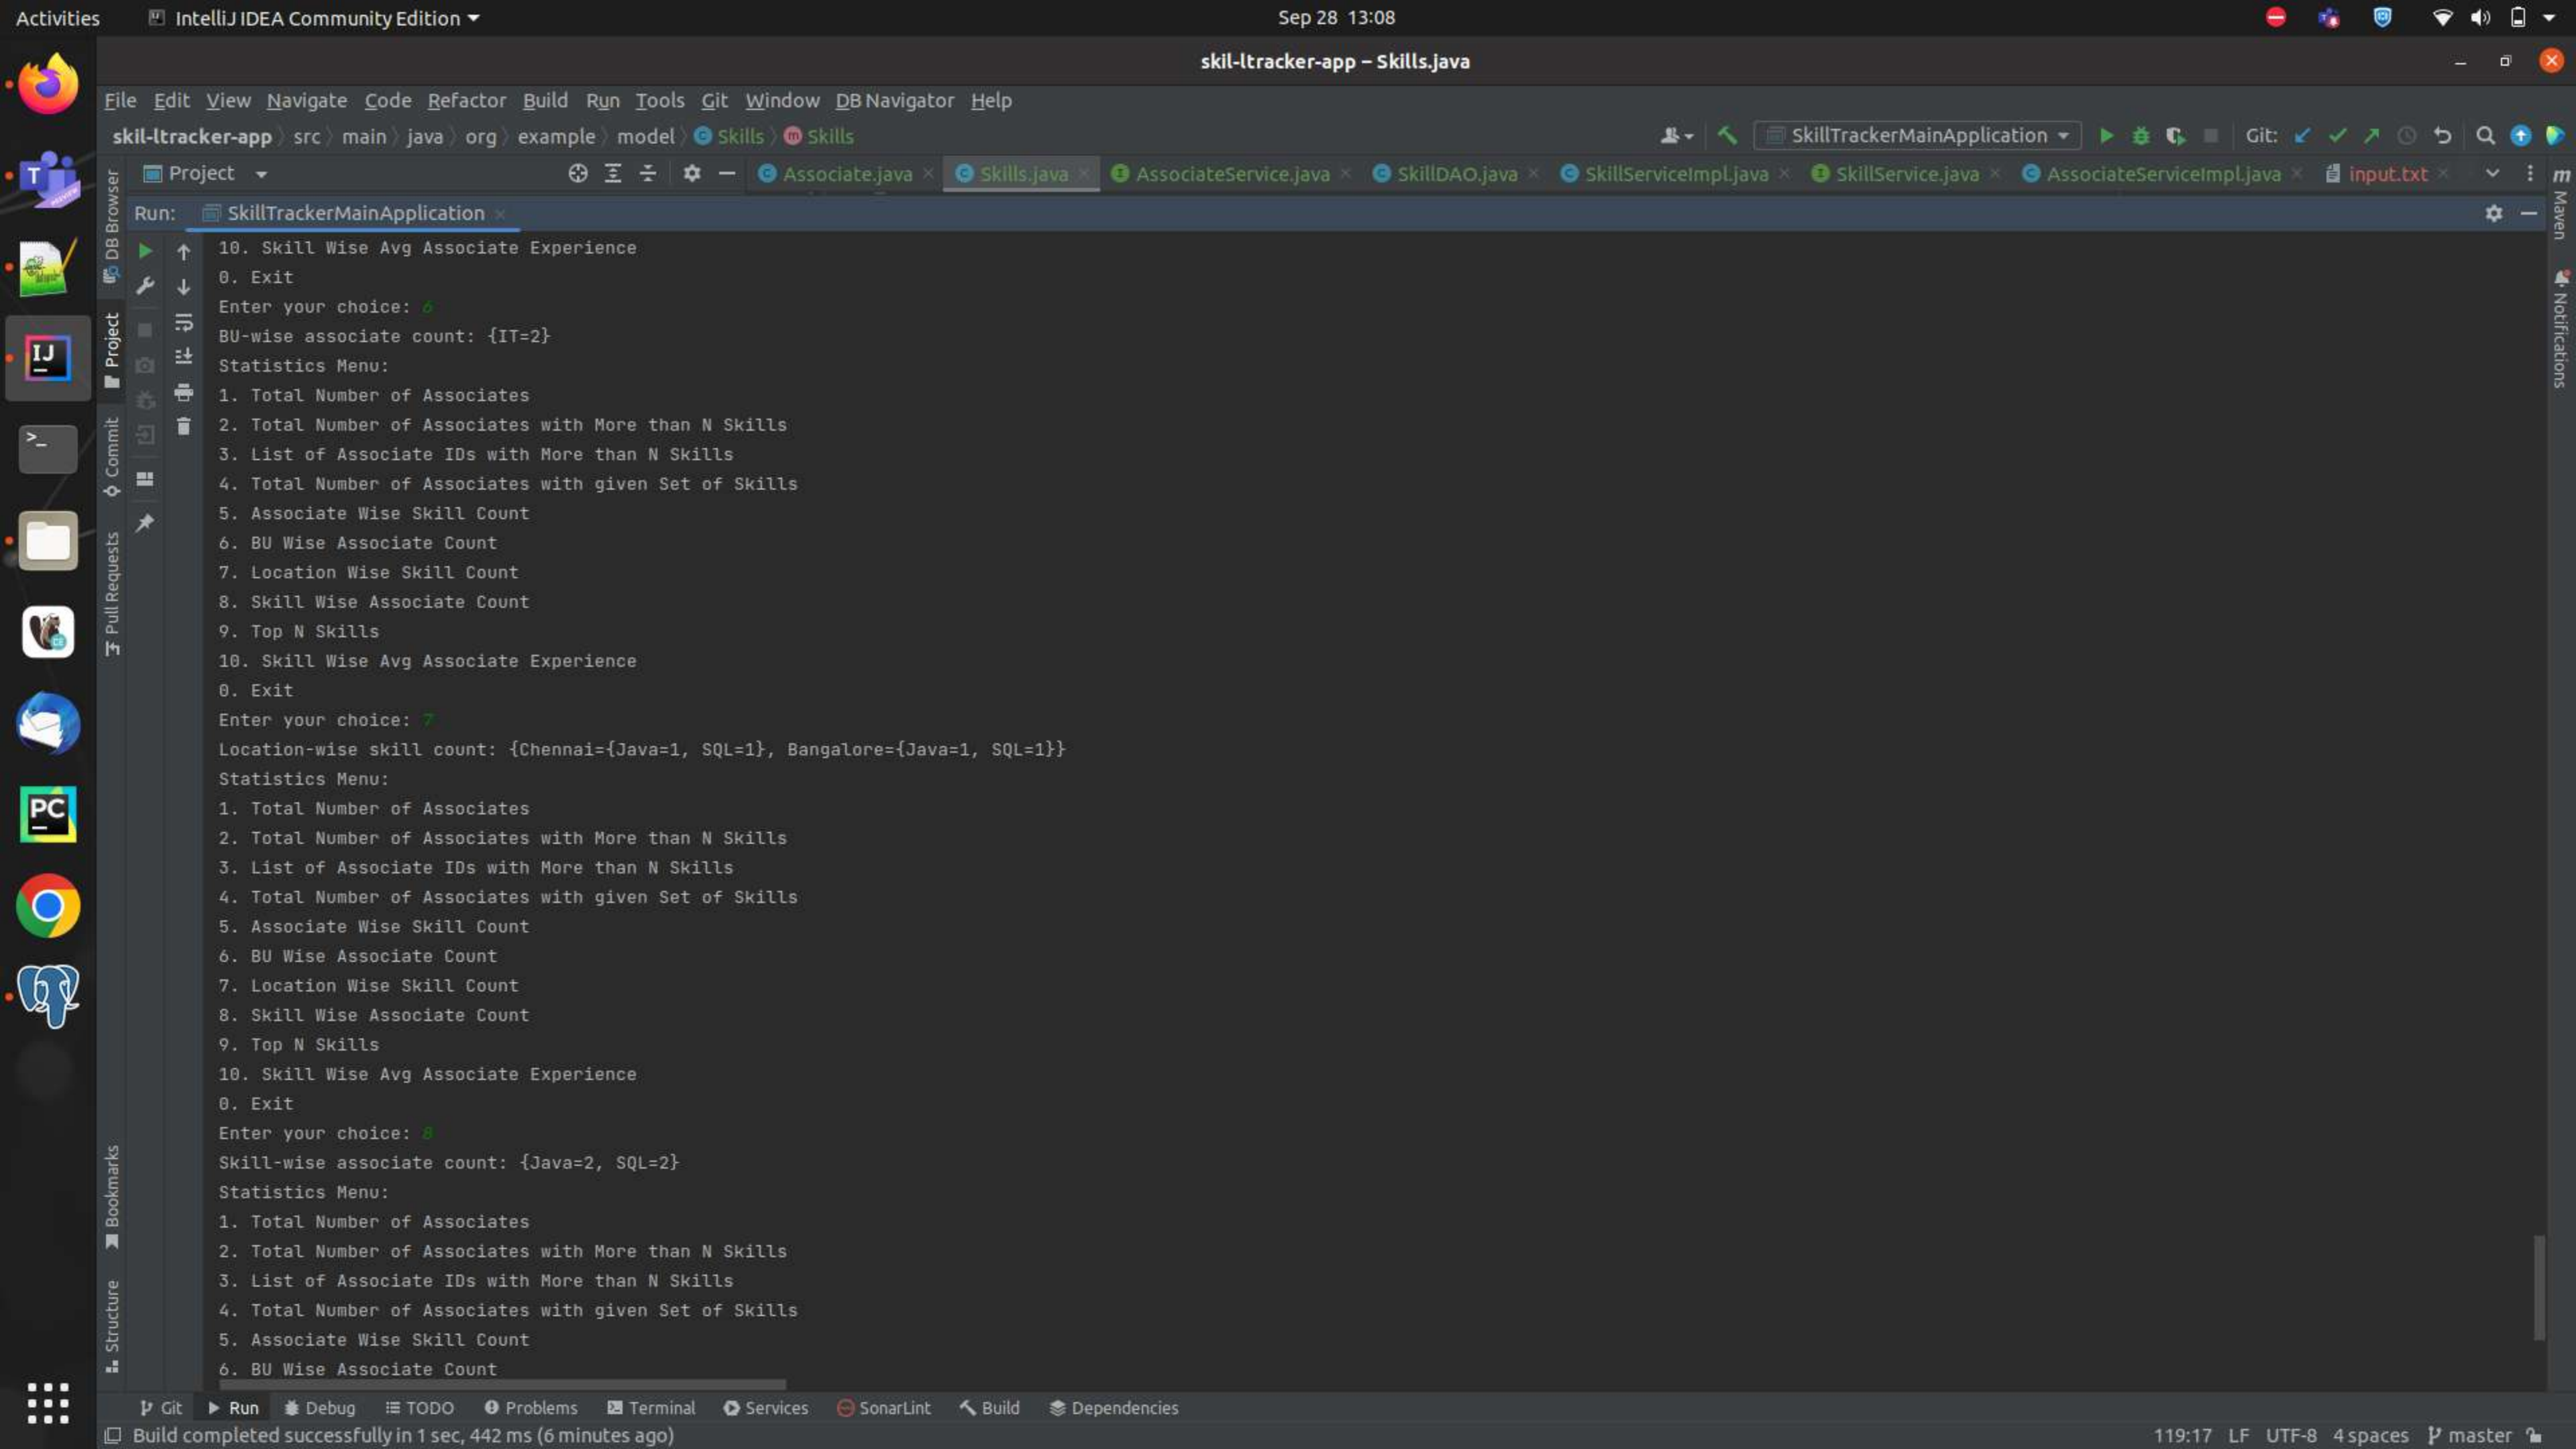 Activities IntelliJ IDEA Community Edition Sep 28 13:08
skil-ltracker-app – Skills.java
File Edit View Navigate Code Refactor Build Run Tools Git Window DB Navigator Help
skil-ltracker-app src main java org example model Skills Skills SkillTrackerMainApplication Git:
Project Associate.java Skills.java AssociateService.java SkillDAO.java SkillServiceImpl.java SkillService.java AssociateServiceImpl.java input.txt
Run: SkillTrackerMainApplication
10. Skill Wise Avg Associate Experience
0. Exit
Enter your choice: 6
BU-wise associate count: {IT=2}
Statistics Menu:
1. Total Number of Associates
2. Total Number of Associates with More than N Skills
3. List of Associate IDs with More than N Skills
4. Total Number of Associates with given Set of Skills
5. Associate Wise Skill Count
6. BU Wise Associate Count
7. Location Wise Skill Count
8. Skill Wise Associate Count
9. Top N Skills
10. Skill Wise Avg Associate Experience
0. Exit
Enter your choice: 7
Location-wise skill count: {Chennai={Java=1, SQL=1}, Bangalore={Java=1, SQL=1}}
Statistics Menu:
1. Total Number of Associates
2. Total Number of Associates with More than N Skills
3. List of Associate IDs with More than N Skills
4. Total Number of Associates with given Set of Skills
5. Associate Wise Skill Count
6. BU Wise Associate Count
7. Location Wise Skill Count
8. Skill Wise Associate Count
9. Top N Skills
10. Skill Wise Avg Associate Experience
0. Exit
Enter your choice: 8
Skill-wise associate count: {Java=2, SQL=2}
Statistics Menu:
1. Total Number of Associates
2. Total Number of Associates with More than N Skills
3. List of Associate IDs with More than N Skills
4. Total Number of Associates with given Set of Skills
5. Associate Wise Skill Count
6. BU Wise Associate Count
DB Browser
Project
Commit
Pull Requests
Bookmarks
Structure
Maven
Notifications
T
IJ
PC
Git Run Debug TODO Problems Terminal Services SonarLint Build Dependencies
Build completed successfully in 1 sec, 442 ms (6 minutes ago) 119:17 LF UTF-8 4 spaces master